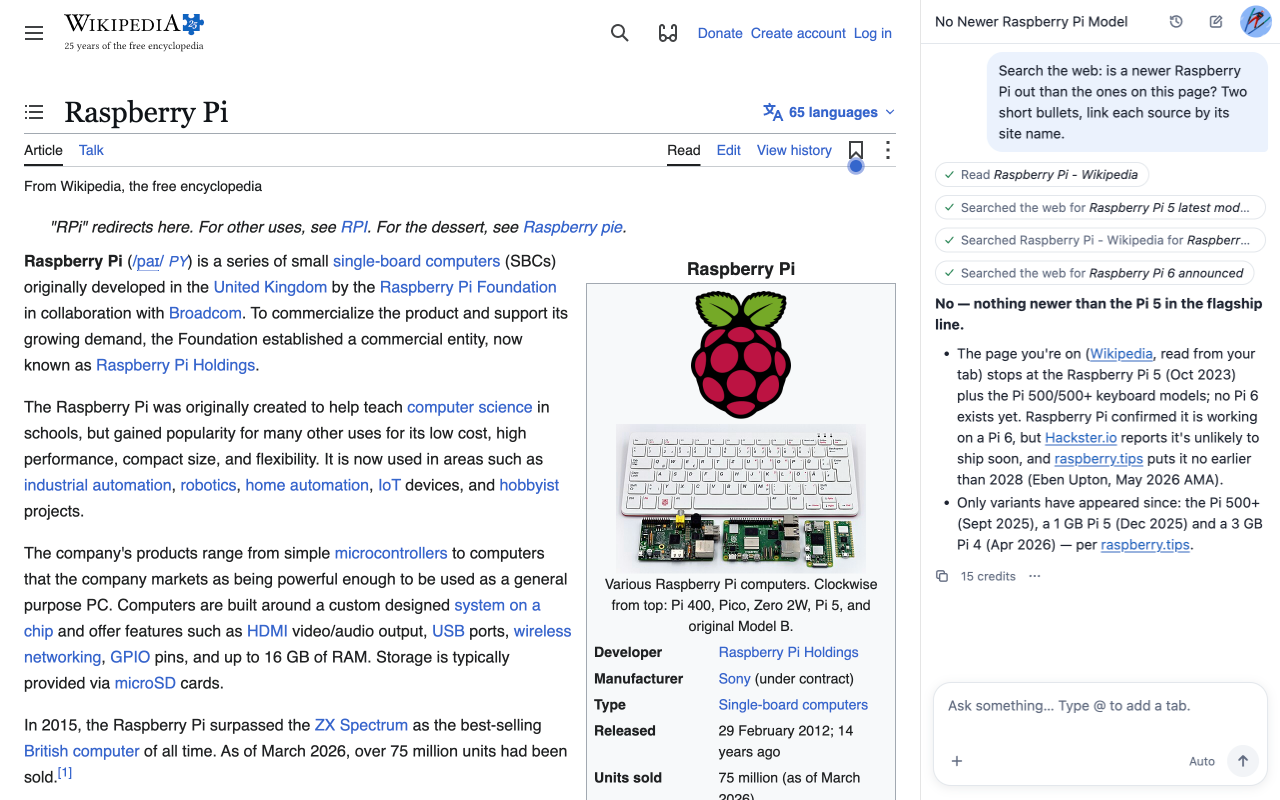 WIKIPEDIA 25
25 years of the free encyclopedia
Donate Create account Log in
Raspberry Pi
65 languages
Article Talk
Read Edit View history
From Wikipedia, the free encyclopedia
"RPi" redirects here. For other uses, see RPI. For the dessert, see Raspberry pie.
Raspberry Pi (/paɪ/ PY) is a series of small single-board computers (SBCs)
originally developed in the United Kingdom by the Raspberry Pi Foundation
in collaboration with Broadcom. To commercialize the product and support its
growing demand, the Foundation established a commercial entity, now
known as Raspberry Pi Holdings.
The Raspberry Pi was originally created to help teach computer science in
schools, but gained popularity for many other uses for its low cost, high
performance, compact size, and flexibility. It is now used in areas such as
industrial automation, robotics, home automation, IoT devices, and hobbyist
projects.
The company's products range from simple microcontrollers to computers
that the company markets as being powerful enough to be used as a general
purpose PC. Computers are built around a custom designed system on a
chip and offer features such as HDMI video/audio output, USB ports, wireless
networking, GPIO pins, and up to 16 GB of RAM. Storage is typically
provided via microSD cards.
In 2015, the Raspberry Pi surpassed the ZX Spectrum as the best-selling
British computer of all time. As of March 2026, over 75 million units had been
sold.[1]
Raspberry Pi
Various Raspberry Pi computers. Clockwise
from top: Pi 400, Pico, Zero 2W, Pi 5, and
original Model B.
Developer Raspberry Pi Holdings
Manufacturer Sony (under contract)
Type Single-board computers
Released 29 February 2012; 14
years ago
Units sold 75 million (as of March
2026)
No Newer Raspberry Pi Model
Search the web: is a newer Raspberry
Pi out than the ones on this page? Two
short bullets, link each source by its
site name.
Read Raspberry Pi - Wikipedia
Searched the web for Raspberry Pi 5 latest mod...
Searched Raspberry Pi - Wikipedia for Raspberr...
Searched the web for Raspberry Pi 6 announced
No — nothing newer than the Pi 5 in the flagship
line.
• The page you're on (Wikipedia, read from your
tab) stops at the Raspberry Pi 5 (Oct 2023)
plus the Pi 500/500+ keyboard models; no Pi 6
exists yet. Raspberry Pi confirmed it is working
on a Pi 6, but Hackster.io reports it's unlikely to
ship soon, and raspberry.tips puts it no earlier
than 2028 (Eben Upton, May 2026 AMA).
• Only variants have appeared since: the Pi 500+
(Sept 2025), a 1 GB Pi 5 (Dec 2025) and a 3 GB
Pi 4 (Apr 2026) — per raspberry.tips.
15 credits
Ask something... Type @ to add a tab.
Auto